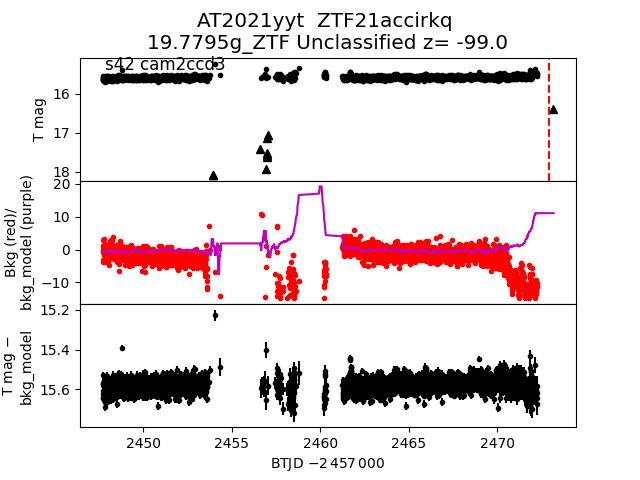 AT2021yyt  ZTF21accirkq
19.7795g_ZTF Unclassified z= -99.0
s42 cam2ccd3
T mag
16
17
18
Bkg (red)/
bkg_model (purple)
20
10
0
−10
T mag −
bkg_model
15.2
15.4
15.6
2450
2455
2460
2465
2470
BTJD −2 457 000